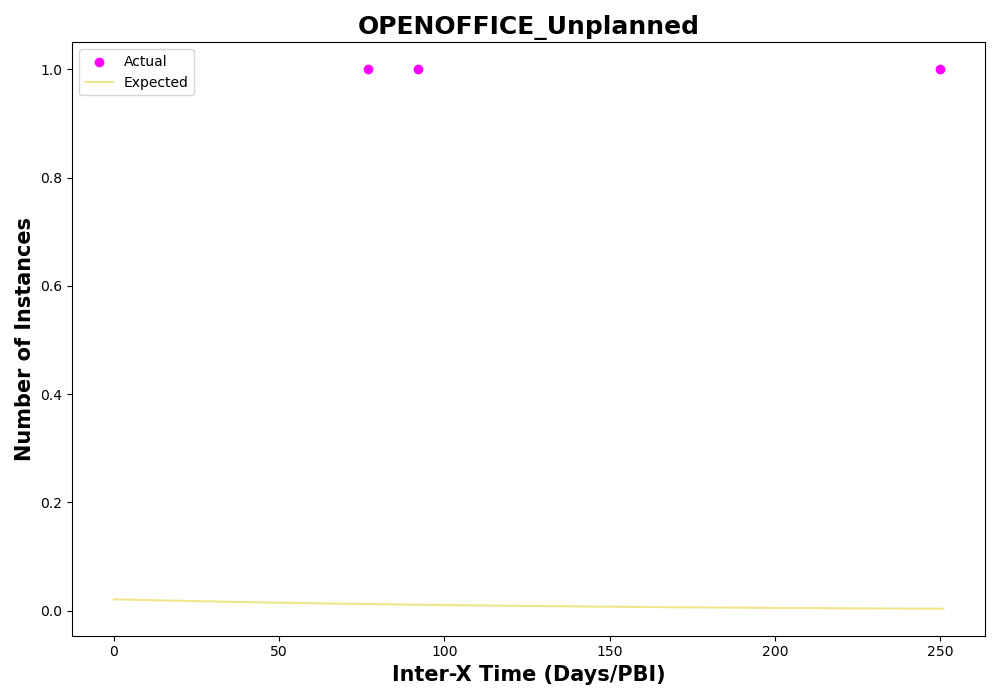 OPENOFFICE_Unplanned
Actual
Expected
Number of Instances
1.0
0.8
0.6
0.4
0.2
0.0
0
50
100
150
200
250
Inter-X Time (Days/PBI)